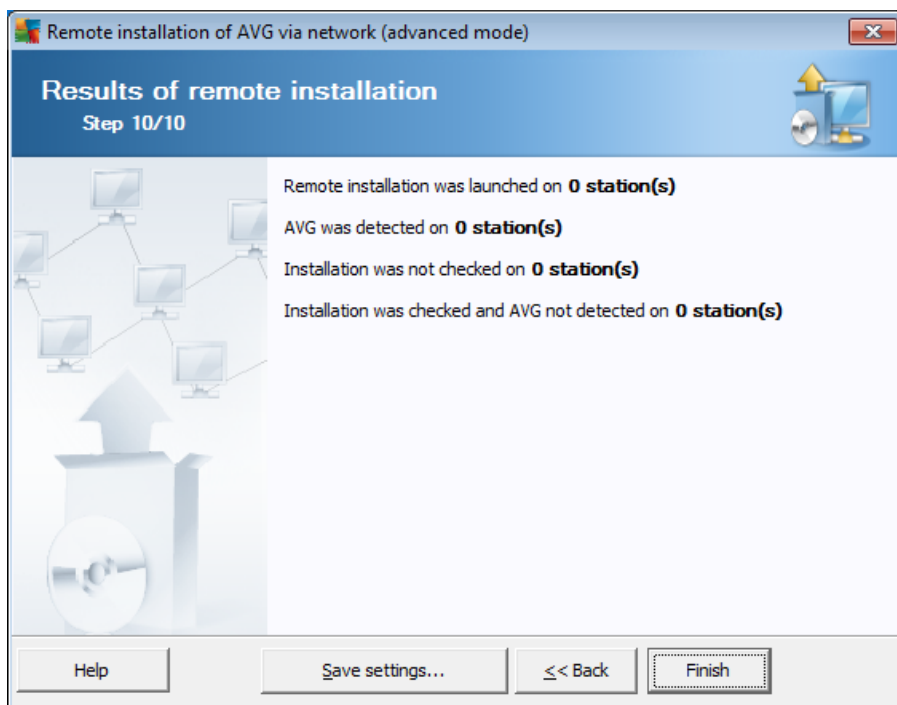 Remote installation of AVG via network (advanced mode)
Results of remote installation
Step 10/10
Remote installation was launched on 0 station(s)
AVG was detected on 0 station(s)
Installation was not checked on 0 station(s)
Installation was checked and AVG not detected on 0 station(s)
Help
Save settings...
<< Back
Finish